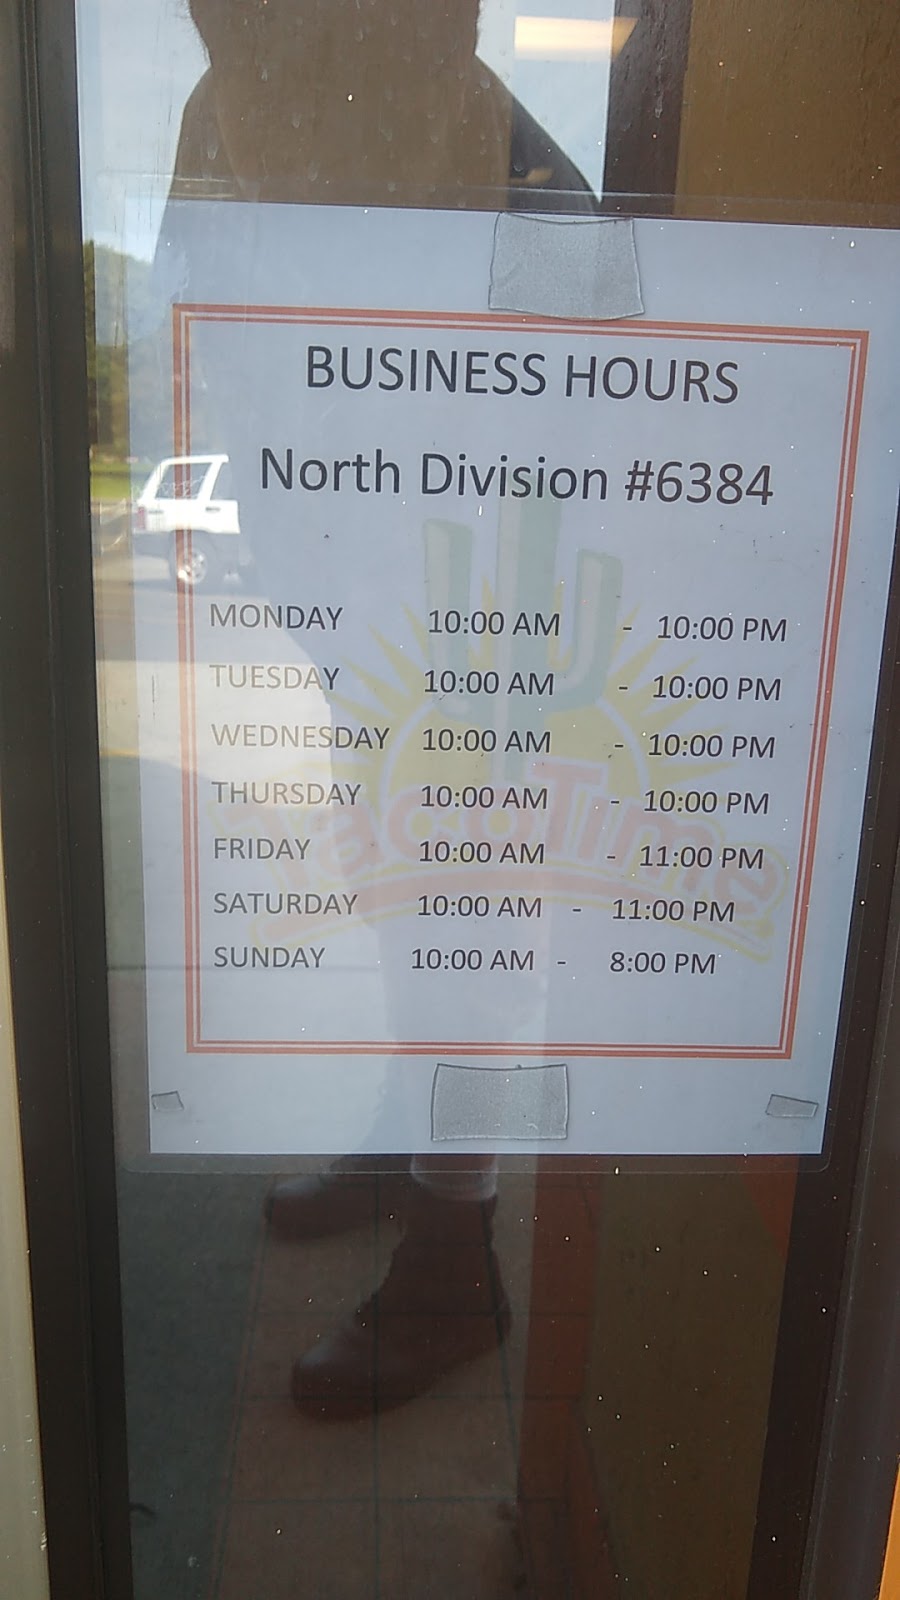 BUSINESS HOURS
North Division #6384
MONDAY 10:00 AM - 10:00 PM
TUESDAY 10:00 AM - 10:00 PM
WEDNESDAY 10:00 AM - 10:00 PM
THURSDAY 10:00 AM - 10:00 PM
FRIDAY 10:00 AM - 11:00 PM
SATURDAY 10:00 AM - 11:00 PM
SUNDAY 10:00 AM - 8:00 PM
TacoTime